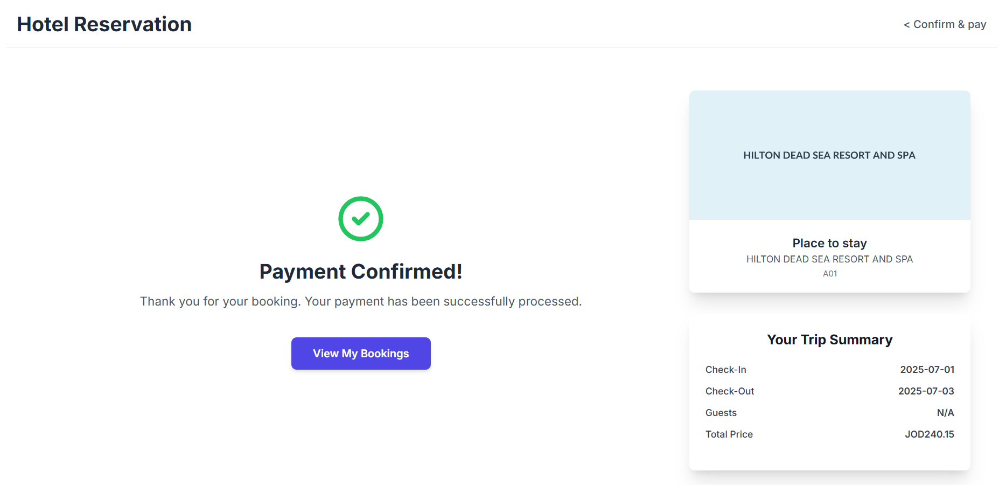 Hotel Reservation
< Confirm & pay
Payment Confirmed!
Thank you for your booking. Your payment has been successfully processed.
View My Bookings
HILTON DEAD SEA RESORT AND SPA
Place to stay
HILTON DEAD SEA RESORT AND SPA
A01
Your Trip Summary
Check-In 2025-07-01
Check-Out 2025-07-03
Guests N/A
Total Price JOD240.15